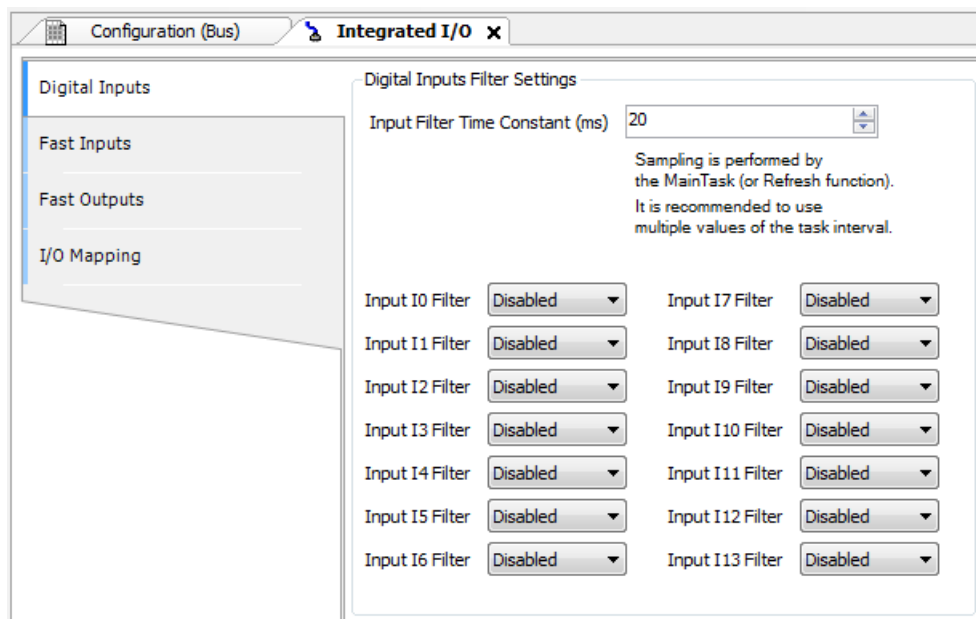 Configuration (Bus)
Integrated I/O
Digital Inputs
Fast Inputs
Fast Outputs
I/O Mapping
Digital Inputs Filter Settings
Input Filter Time Constant (ms) 20
Sampling is performed by
the MainTask (or Refresh function).
It is recommended to use
multiple values of the task interval.
Input I0 Filter Disabled Input I7 Filter Disabled
Input I1 Filter Disabled Input I8 Filter Disabled
Input I2 Filter Disabled Input I9 Filter Disabled
Input I3 Filter Disabled Input I10 Filter Disabled
Input I4 Filter Disabled Input I11 Filter Disabled
Input I5 Filter Disabled Input I12 Filter Disabled
Input I6 Filter Disabled Input I13 Filter Disabled